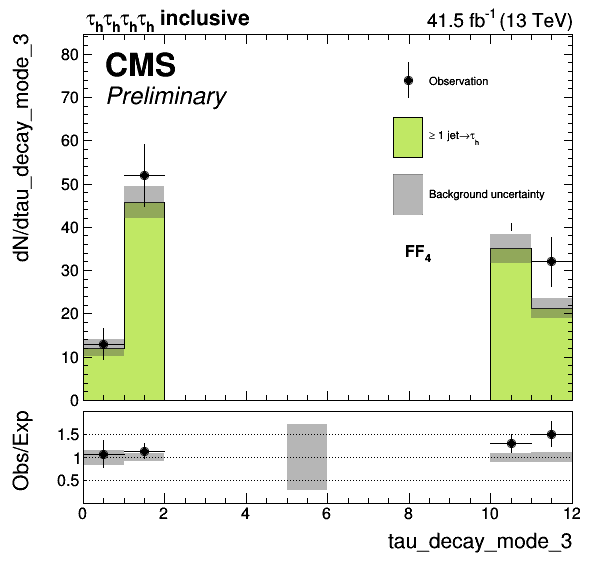 τhτhτhτh inclusive 41.5 fb⁻¹ (13 TeV)
CMS
Preliminary
Observation
≥ 1 jet→τh
Background uncertainty
FF₄
dN/dtau_decay_mode_3
80
70
60
50
40
30
20
10
0
Obs/Exp
1.5
1
0.5
0 2 4 6 8 10 12
tau_decay_mode_3